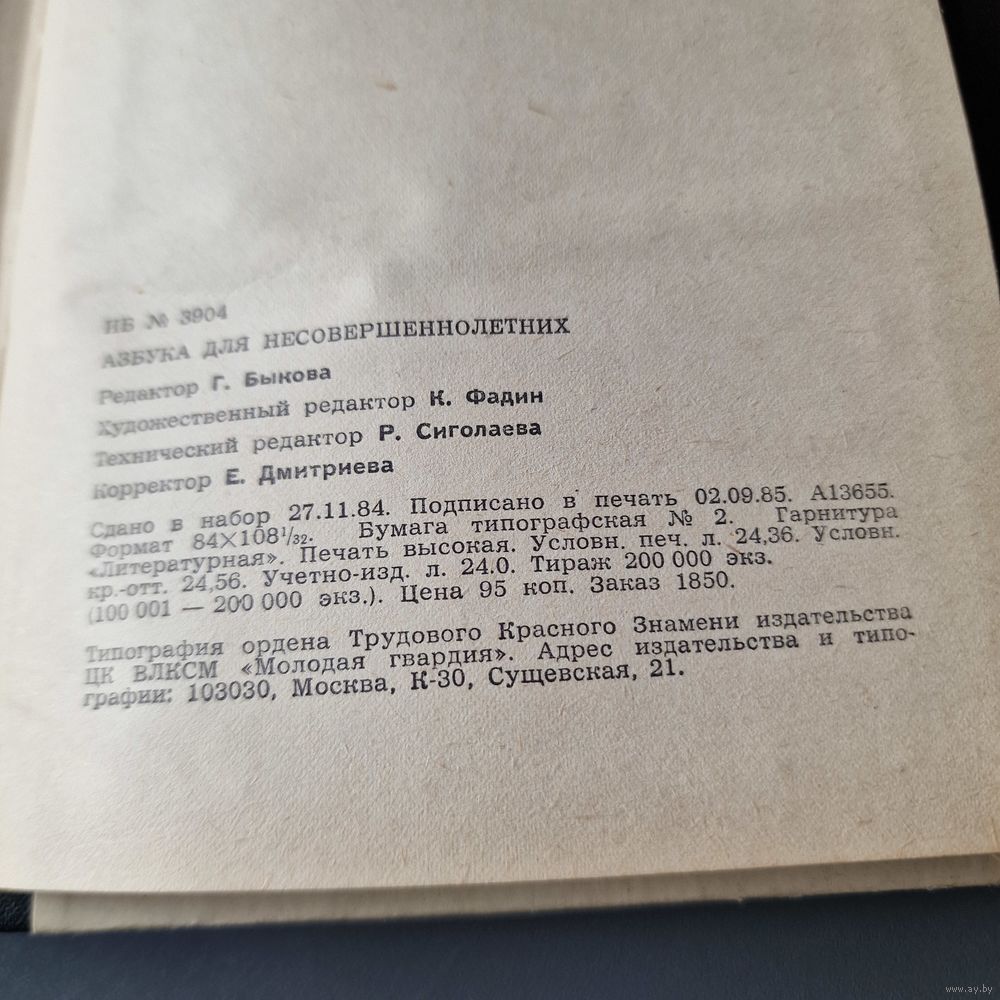 ИБ № 3904
АЗБУКА ДЛЯ НЕСОВЕРШЕННОЛЕТНИХ
Редактор Г. Быкова
Художественный редактор К. Фадин
Технический редактор Р. Сиголаева
Корректор Е. Дмитриева
Сдано в набор 27.11.84. Подписано в печать 02.09.85. А13655.
Формат 84×108¹/₃₂. Бумага типографская № 2. Гарнитура
«Литературная». Печать высокая. Условн. печ. л. 24,36. Условн.
кр.-отт. 24,56. Учетно-изд. л. 24.0. Тираж 200 000 экз.
(100 001 — 200 000 экз.). Цена 95 коп. Заказ 1850.
Типография ордена Трудового Красного Знамени издательства
ЦК ВЛКСМ «Молодая гвардия». Адрес издательства и типо-
графии: 103030, Москва, К-30, Сущевская, 21.
www.ay.by